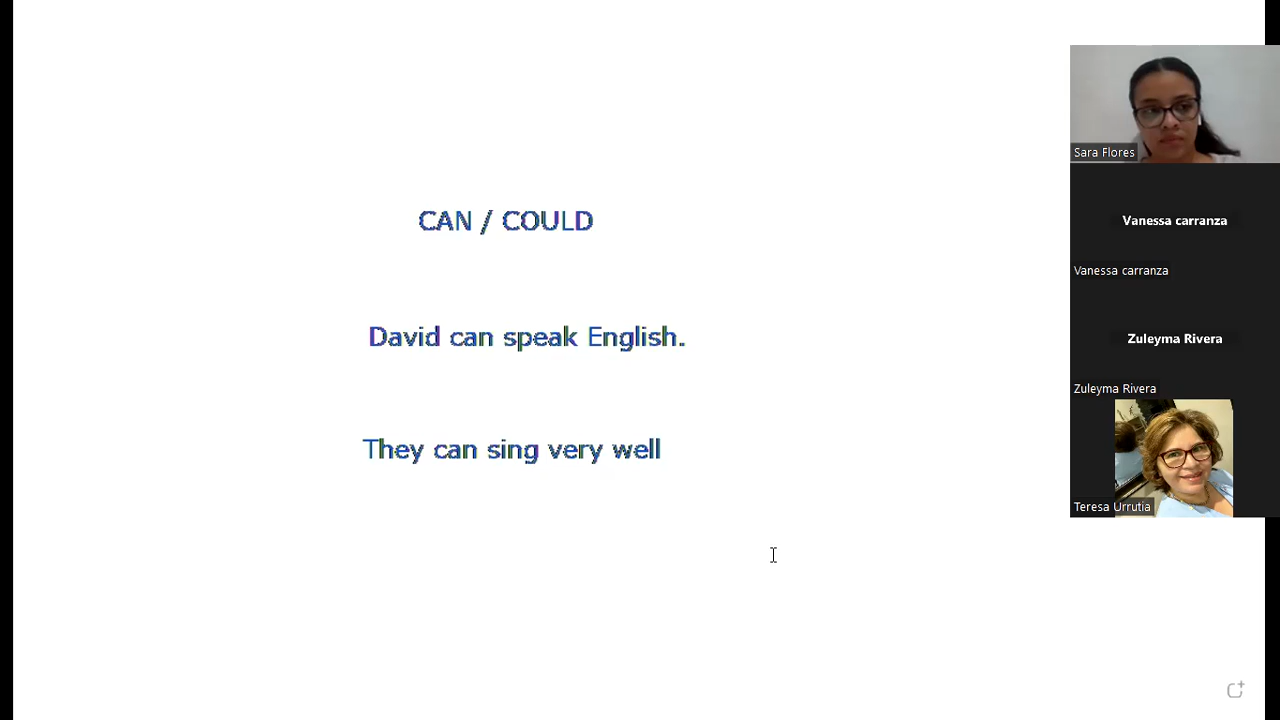 CAN / COULD
David can speak English.
They can sing very well
Sara Flores
Vanessa carranza
Vanessa carranza
Zuleyma Rivera
Zuleyma Rivera
Teresa Urrutia